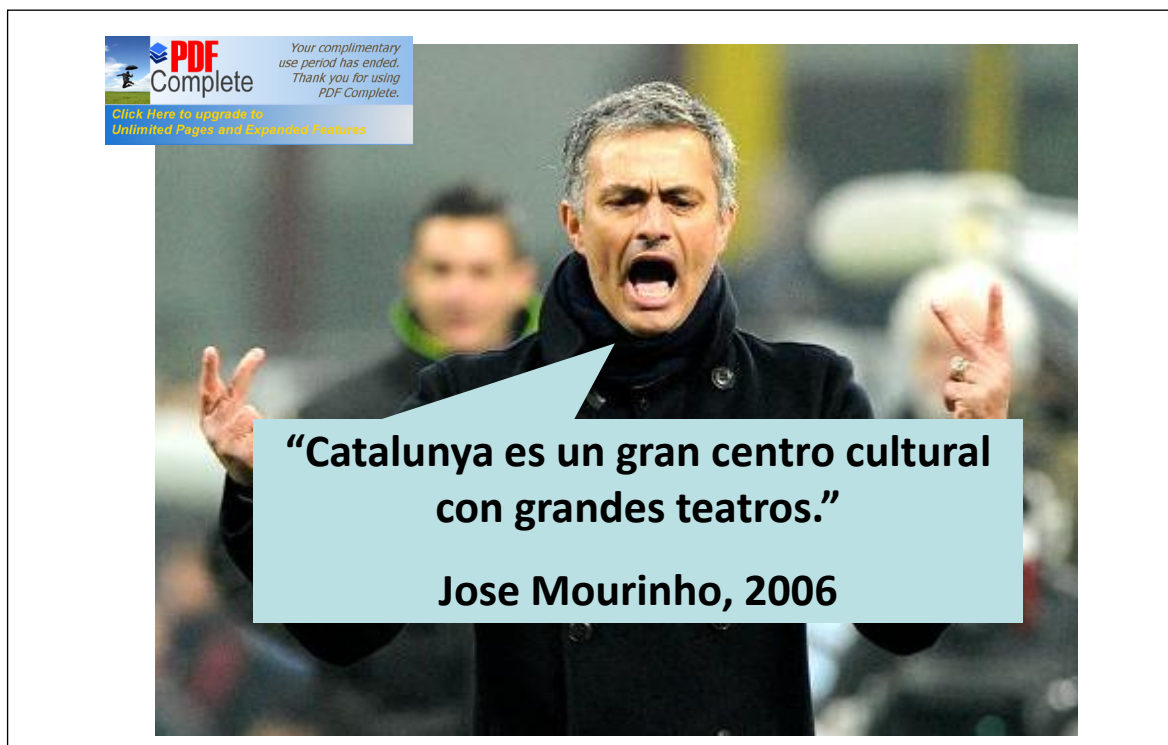 PDF
Complete
Your complimentary
use period has ended.
Thank you for using
PDF Complete.
Click Here to upgrade to
Unlimited Pages and Expanded Features
“Catalunya es un gran centro cultural
con grandes teatros.”
Jose Mourinho, 2006